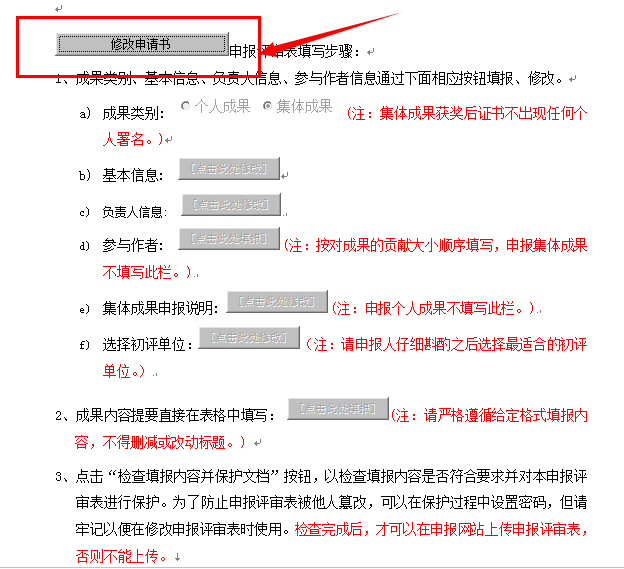 修改申请书 申报评审表填写步骤：
1、成果类别、基本信息、负责人信息、参与作者信息通过下面相应按钮填报、修改。
a) 成果类别： 个人成果 集体成果 (注：集体成果获奖后证书不出现任何个
人署名。)
b) 基本信息： [点击此处修改]
c) 负责人信息： [点击此处修改]
d) 参与作者： [点击此处填报] (注：按对成果的贡献大小顺序填写，申报集体成果
不填写此栏。)
e) 集体成果申报说明： [点击此处修改] (注：申报个人成果不填写此栏。)
f) 选择初评单位： [点击此处修改] （注：请申报人仔细斟酌之后选择最适合的初评
单位。）
2、成果内容提要直接在表格中填写： [点击此处填报] (注：请严格遵循给定格式填报内
容，不得删减或改动标题。)
3、点击“检查填报内容并保护文档”按钮，以检查填报内容是否符合要求并对本申报评
审表进行保护。为了防止申报评审表被他人篡改，可以在保护过程中设置密码，但请
牢记以便在修改申报评审表时使用。检查完成后，才可以在申报网站上传申报评审表，
否则不能上传。